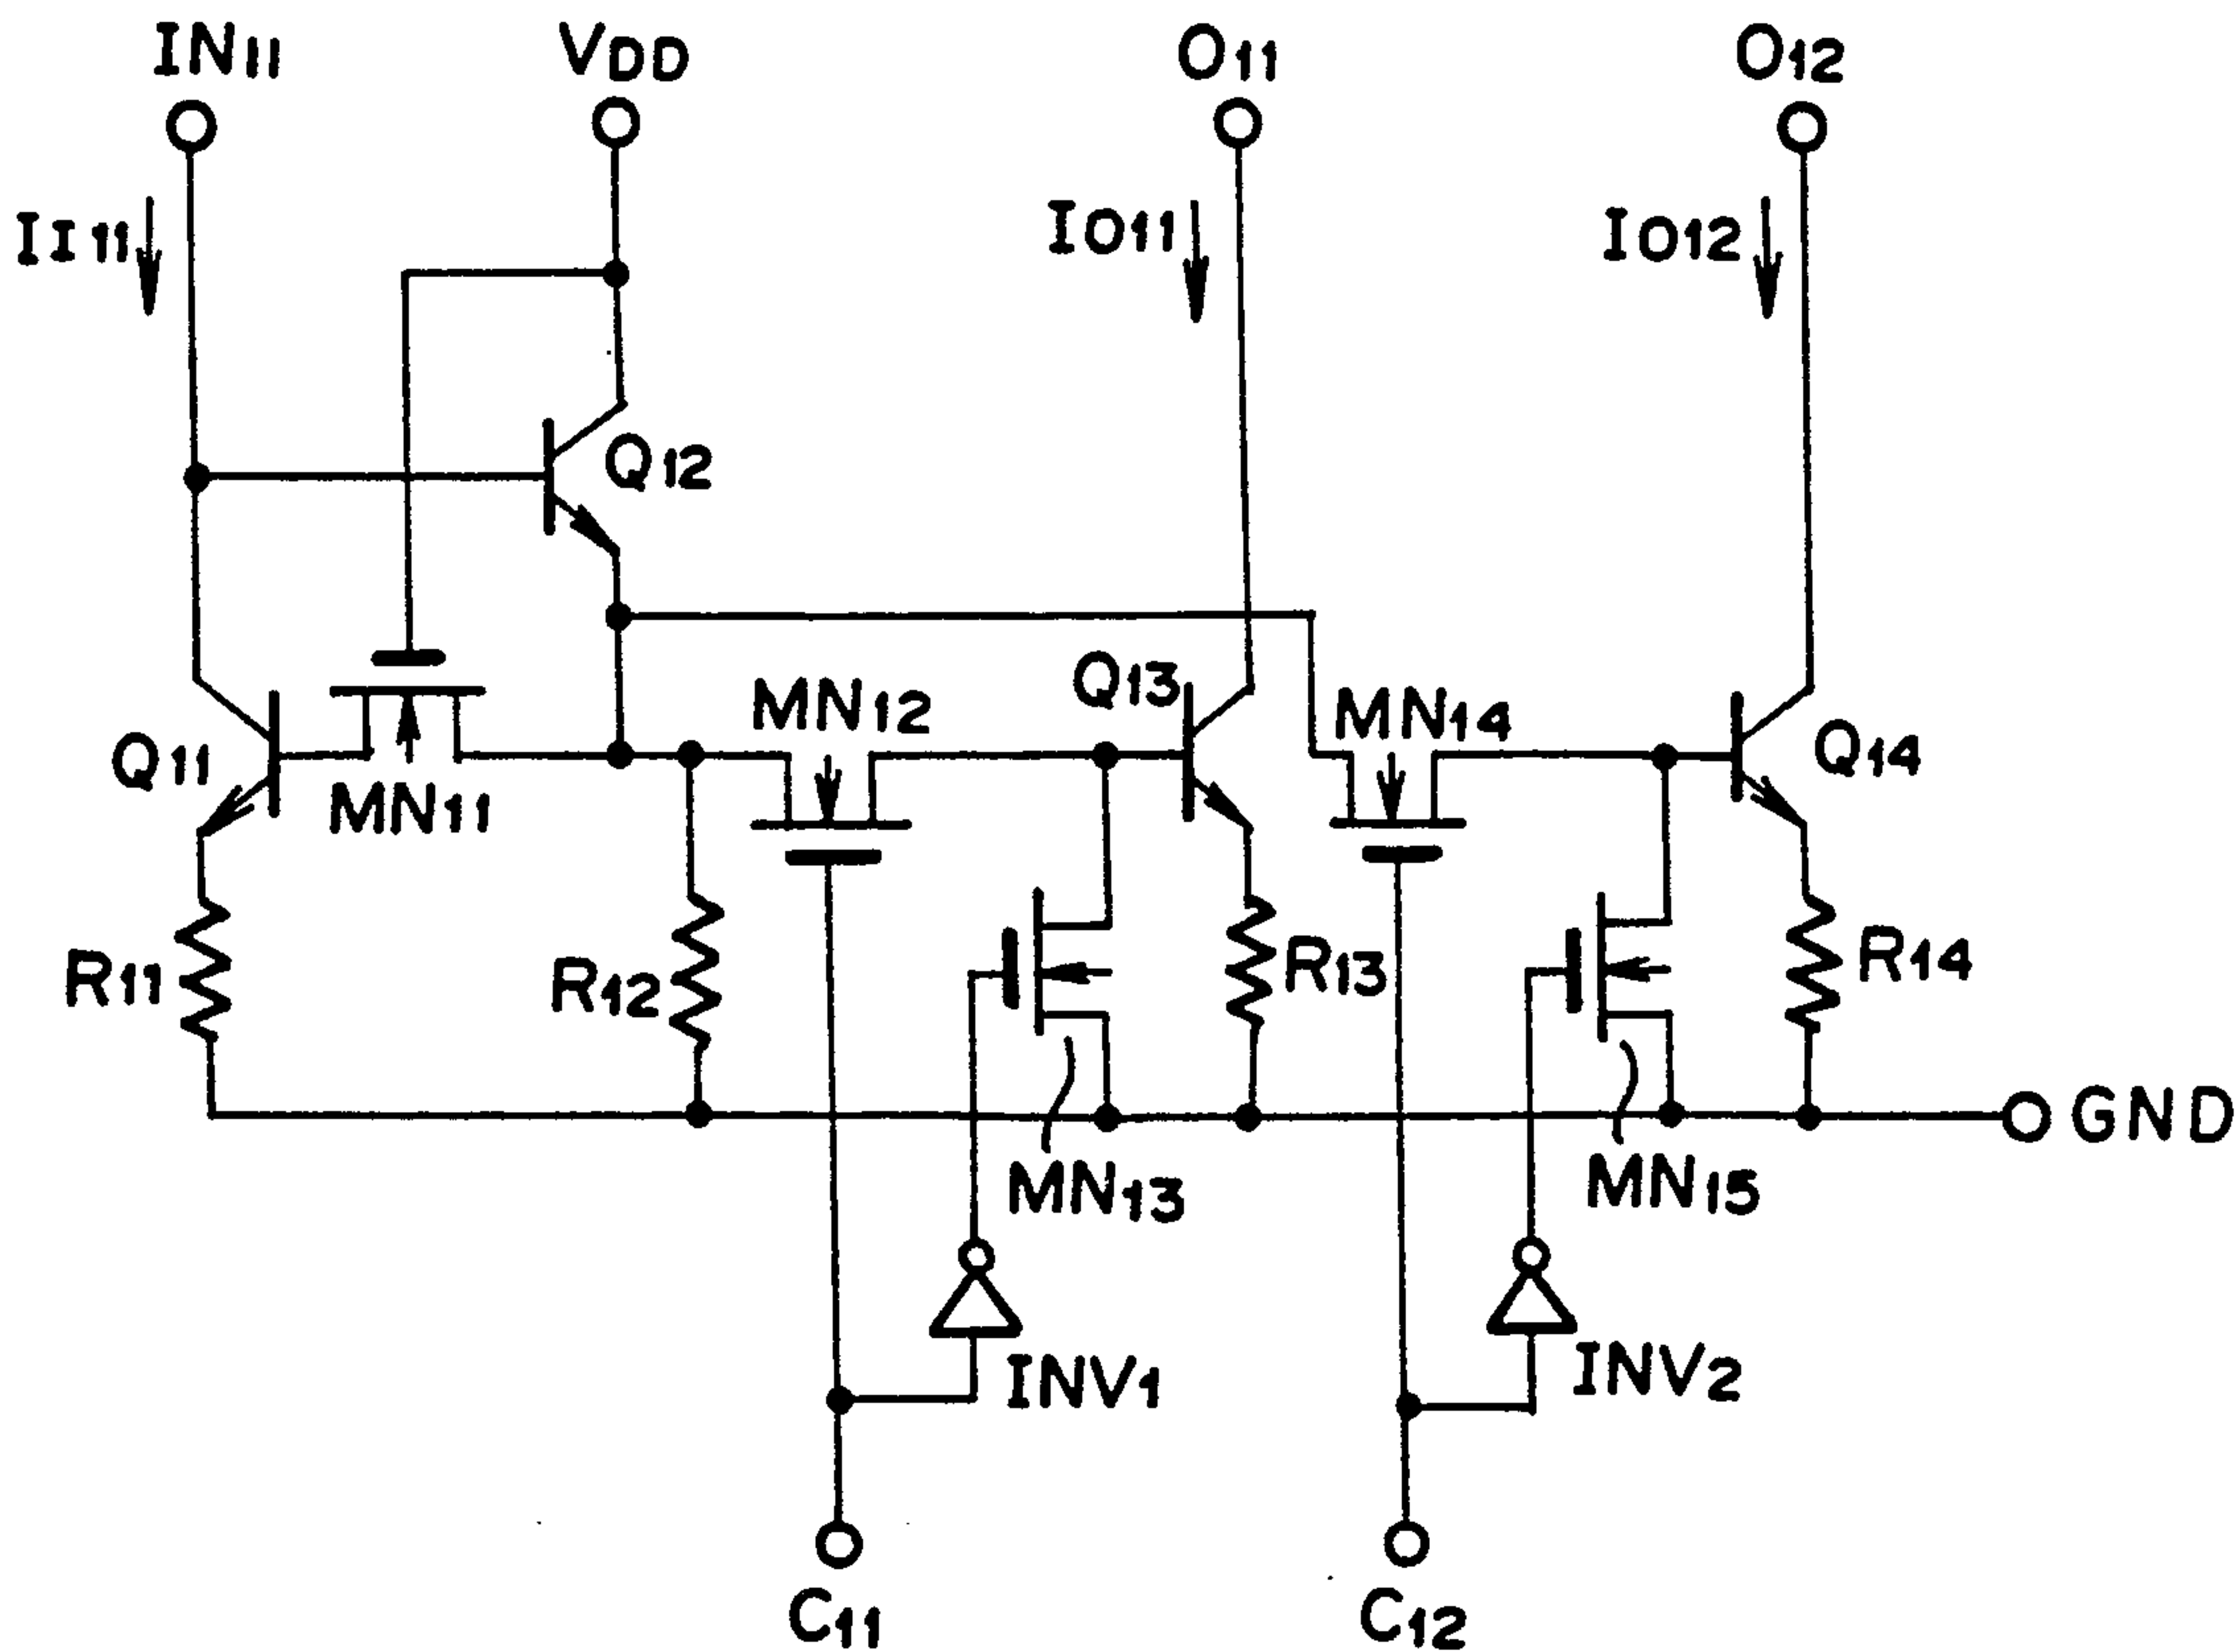 IN11
VDD
O11
O12
II11
IO11
IO12
Q12
Q11
MN11
MN12
Q13
MN14
Q14
R11
R12
R13
R14
GND
MN13
MN15
INV1
INV2
C11
C12